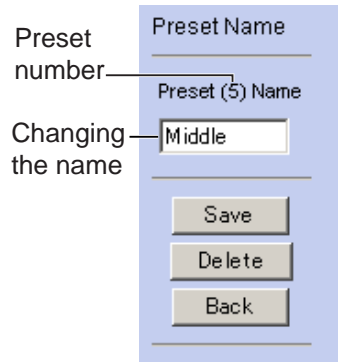 Preset Name
Preset
number
Preset (5) Name
Changing
the name
Middle
Save
Delete
Back